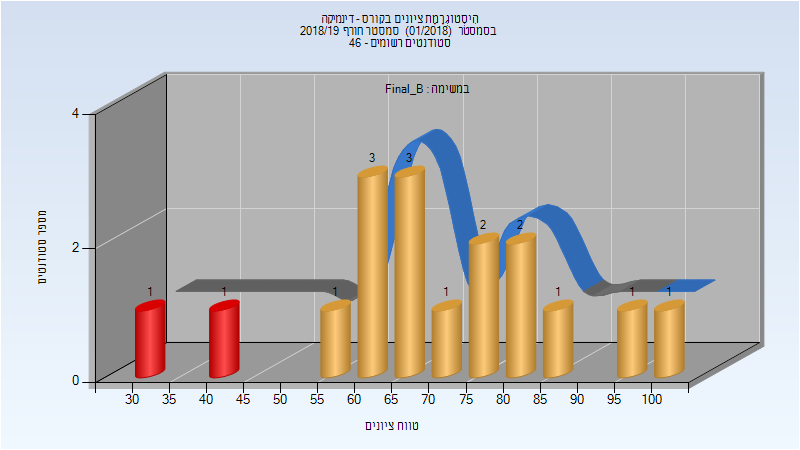 היסטוגרמת ציונים בקורס - דינמיקה
בסמסטר (01/2018) סמסטר חורף 2018/19
סטודנטים רשומים - 46
במשימה : Final_B
מספר סטודנטים
4
2
0
1
1
1
3
3
1
2
2
1
1
1
30 35 40 45 50 55 60 65 70 75 80 85 90 95 100
טווח ציונים